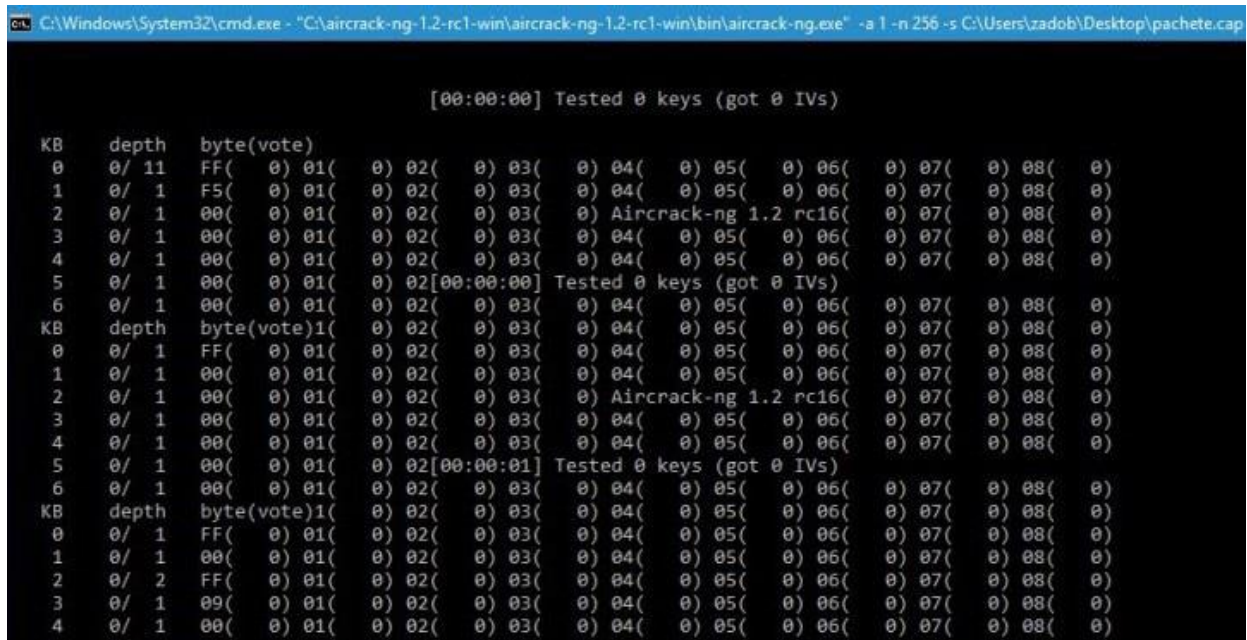 C:\Windows\System32\cmd.exe - "C:\aircrack-ng-1.2-rc1-win\aircrack-ng-1.2-rc1-win\bin\aircrack-ng.exe" -a 1 -n 256 -s C:\Users\zadob\Desktop\pachete.cap
[00:00:00] Tested 0 keys (got 0 IVs)
KB depth byte(vote)
0 0/ 11 FF( 0) 01( 0) 02( 0) 03( 0) 04( 0) 05( 0) 06( 0) 07( 0) 08( 0)
1 0/ 1 F5( 0) 01( 0) 02( 0) 03( 0) 04( 0) 05( 0) 06( 0) 07( 0) 08( 0)
2 0/ 1 00( 0) 01( 0) 02( 0) 03( 0) Aircrack-ng 1.2 rc16( 0) 07( 0) 08( 0)
3 0/ 1 00( 0) 01( 0) 02( 0) 03( 0) 04( 0) 05( 0) 06( 0) 07( 0) 08( 0)
4 0/ 1 00( 0) 01( 0) 02( 0) 03( 0) 04( 0) 05( 0) 06( 0) 07( 0) 08( 0)
5 0/ 1 00( 0) 01( 0) 02[00:00:00] Tested 0 keys (got 0 IVs)
6 0/ 1 00( 0) 01( 0) 02( 0) 03( 0) 04( 0) 05( 0) 06( 0) 07( 0) 08( 0)
KB depth byte(vote)1( 0) 02( 0) 03( 0) 04( 0) 05( 0) 06( 0) 07( 0) 08( 0)
0 0/ 1 FF( 0) 01( 0) 02( 0) 03( 0) 04( 0) 05( 0) 06( 0) 07( 0) 08( 0)
1 0/ 1 00( 0) 01( 0) 02( 0) 03( 0) 04( 0) 05( 0) 06( 0) 07( 0) 08( 0)
2 0/ 1 00( 0) 01( 0) 02( 0) 03( 0) Aircrack-ng 1.2 rc16( 0) 07( 0) 08( 0)
3 0/ 1 00( 0) 01( 0) 02( 0) 03( 0) 04( 0) 05( 0) 06( 0) 07( 0) 08( 0)
4 0/ 1 00( 0) 01( 0) 02( 0) 03( 0) 04( 0) 05( 0) 06( 0) 07( 0) 08( 0)
5 0/ 1 00( 0) 01( 0) 02[00:00:01] Tested 0 keys (got 0 IVs)
6 0/ 1 00( 0) 01( 0) 02( 0) 03( 0) 04( 0) 05( 0) 06( 0) 07( 0) 08( 0)
KB depth byte(vote)1( 0) 02( 0) 03( 0) 04( 0) 05( 0) 06( 0) 07( 0) 08( 0)
0 0/ 1 FF( 0) 01( 0) 02( 0) 03( 0) 04( 0) 05( 0) 06( 0) 07( 0) 08( 0)
1 0/ 1 00( 0) 01( 0) 02( 0) 03( 0) 04( 0) 05( 0) 06( 0) 07( 0) 08( 0)
2 0/ 2 FF( 0) 01( 0) 02( 0) 03( 0) 04( 0) 05( 0) 06( 0) 07( 0) 08( 0)
3 0/ 1 09( 0) 01( 0) 02( 0) 03( 0) 04( 0) 05( 0) 06( 0) 07( 0) 08( 0)
4 0/ 1 00( 0) 01( 0) 02( 0) 03( 0) 04( 0) 05( 0) 06( 0) 07( 0) 08( 0)